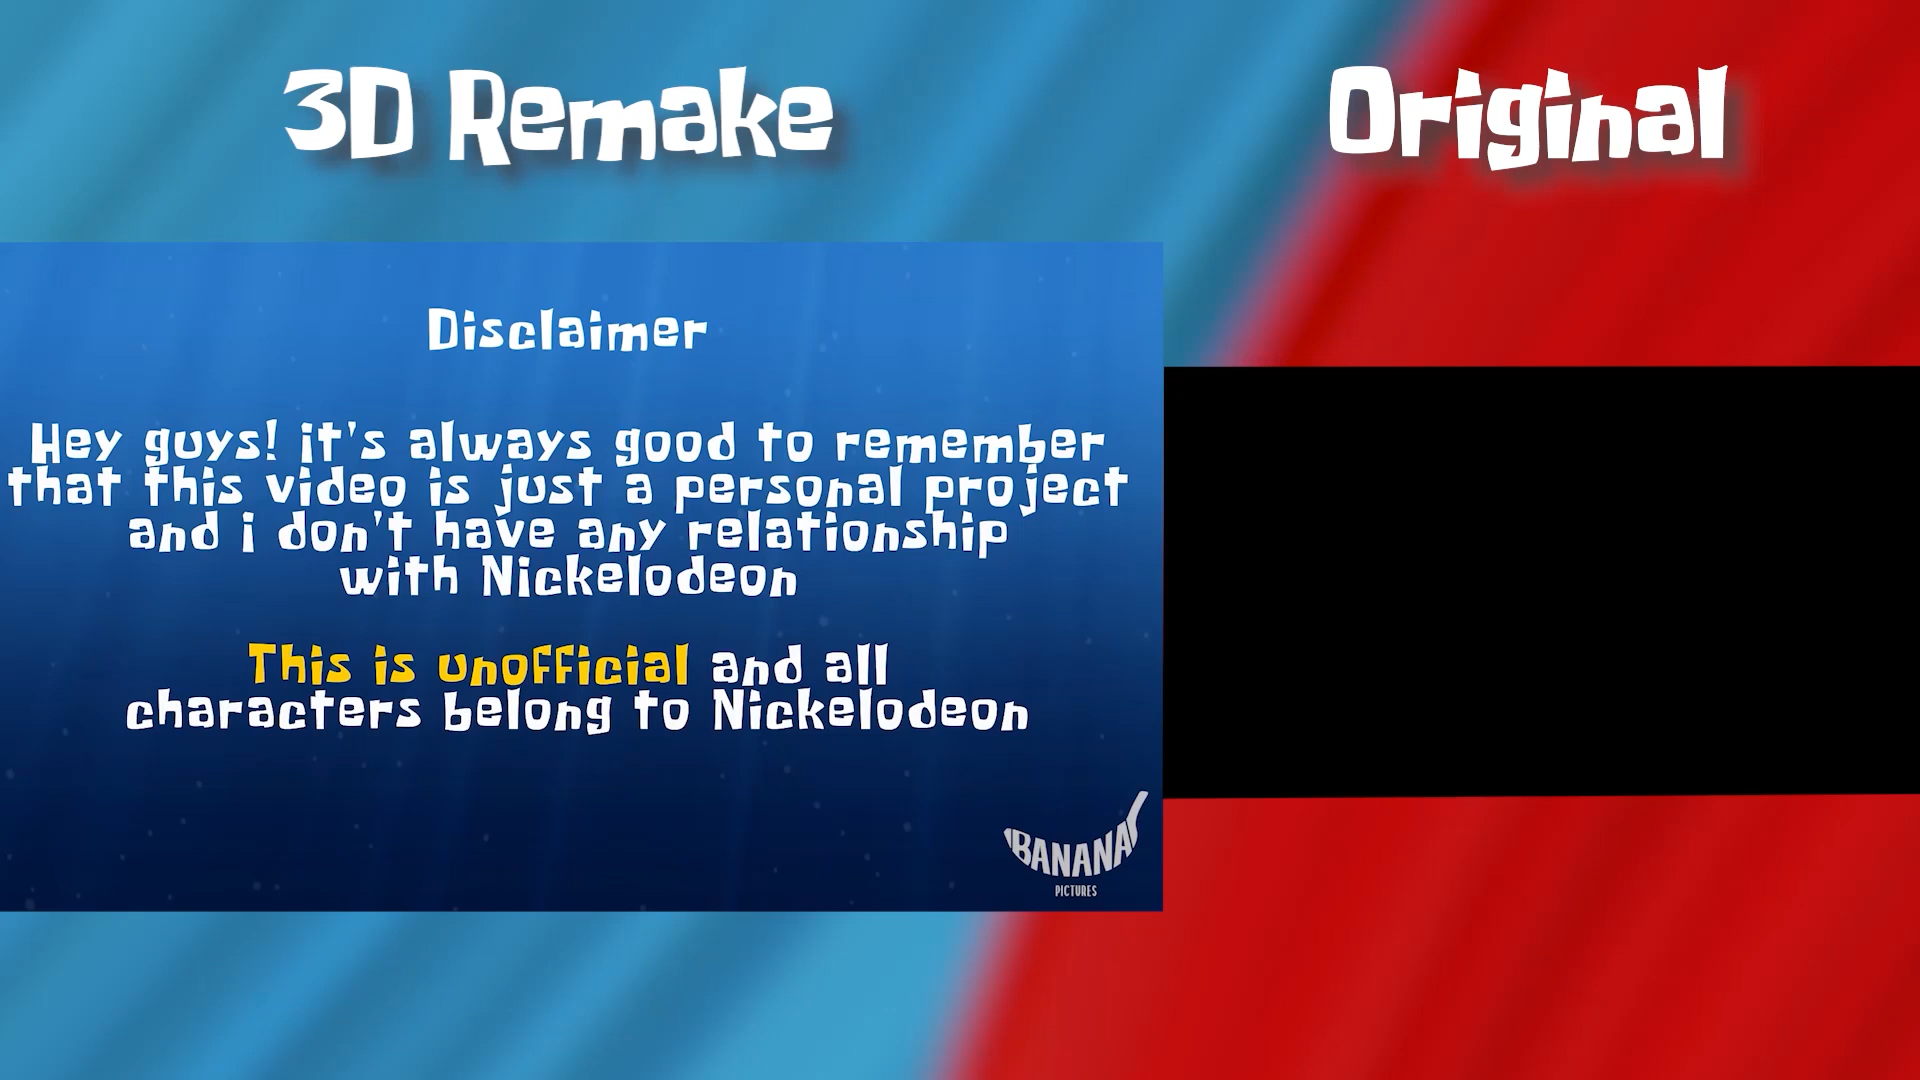 3D Remake
Original
Disclaimer
Hey guys! it's always good to remember
that this video is just a personal project
and i don't have any relationship
with Nickelodeon
This is unofficial and all
characters belong to Nickelodeon
BANANA
PICTURES